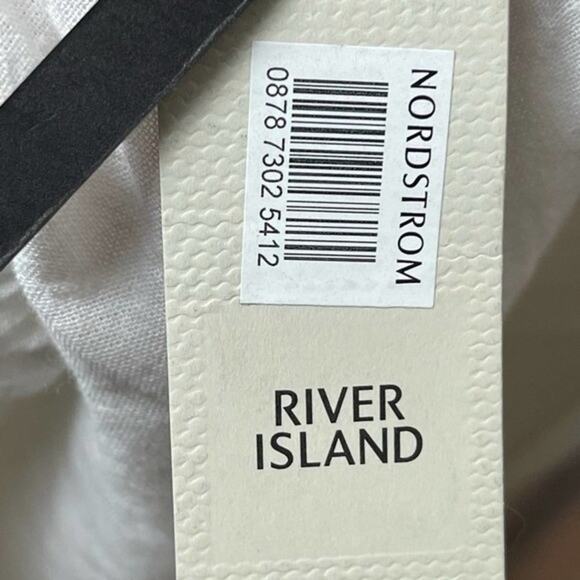 NORDSTROM
0878 7302 5412
RIVER
ISLAND